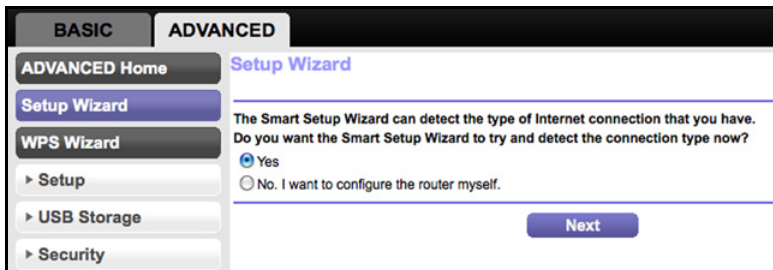 BASIC
ADVANCED
ADVANCED Home
Setup Wizard
WPS Wizard
Setup
USB Storage
Security
Setup Wizard
The Smart Setup Wizard can detect the type of Internet connection that you have.
Do you want the Smart Setup Wizard to try and detect the connection type now?
Yes
No. I want to configure the router myself.
Next